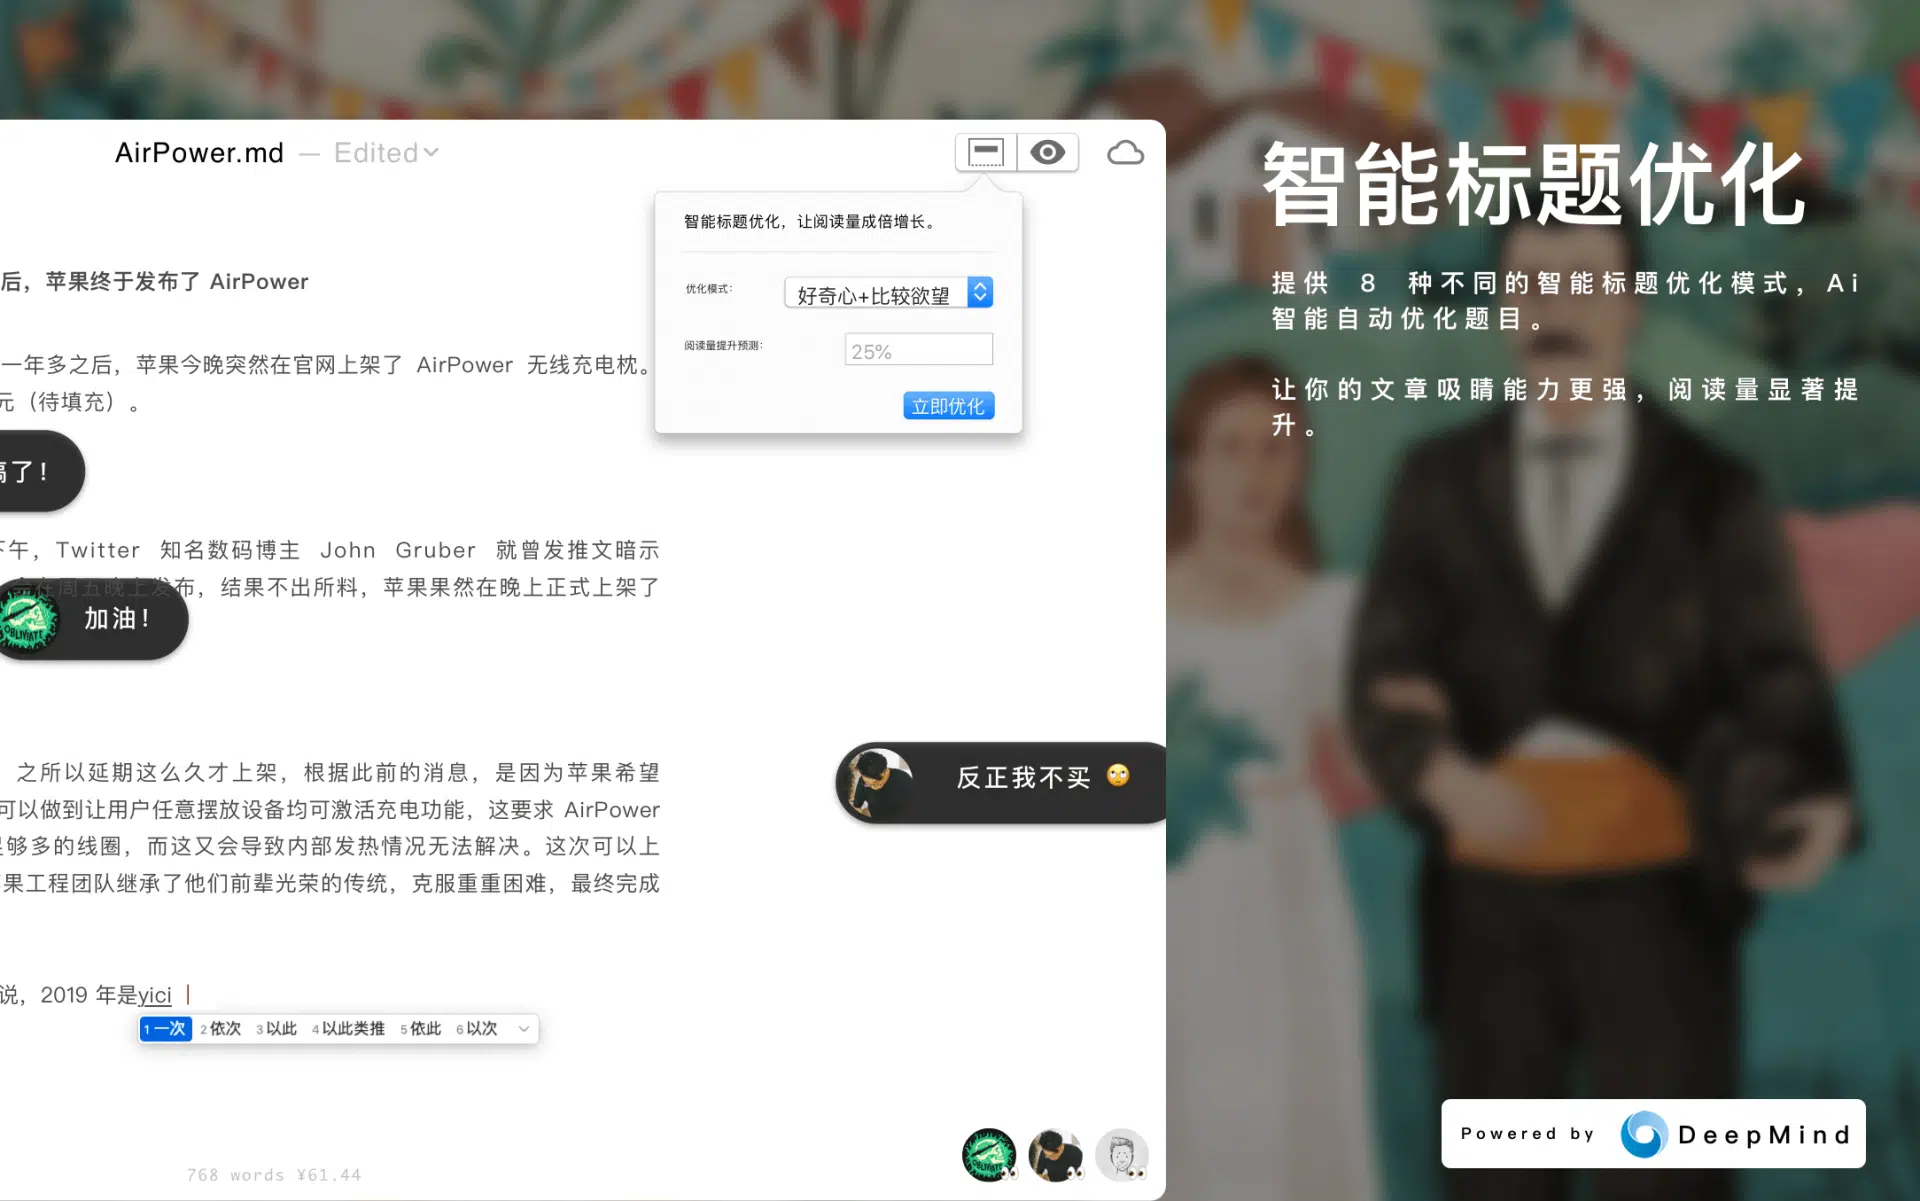 AirPower.md — Edited
智能标题优化，让阅读量成倍增长。
优化模式：
好奇心+比较欲望
阅读量提升预测：
25%
立即优化
后，苹果终于发布了 AirPower
一年多之后，苹果今晚突然在官网上架了 AirPower 无线充电枕。
元（待填充）。
了！
下午，Twitter 知名数码博主 John Gruber 就曾发推文暗示
会在周五晚上发布，结果不出所料，苹果果然在晚上正式上架了
OBLIVIATE
加油！
之所以延期这么久才上架，根据此前的消息，是因为苹果希望
可以做到让用户任意摆放设备均可激活充电功能，这要求 AirPower
够多的线圈，而这又会导致内部发热情况无法解决。这次可以上
果工程团队继承了他们前辈光荣的传统，克服重重困难，最终完成
反正我不买 🙄
说，2019 年是yici
1 一次 2 依次 3 以此 4 以此类推 5 依此 6 以次
768 words ¥61.44
OBLIVIATE
智能标题优化
提供 8 种不同的智能标题优化模式，Ai
智能自动优化题目。
让你的文章吸睛能力更强，阅读量显著提
升。
Powered by DeepMind